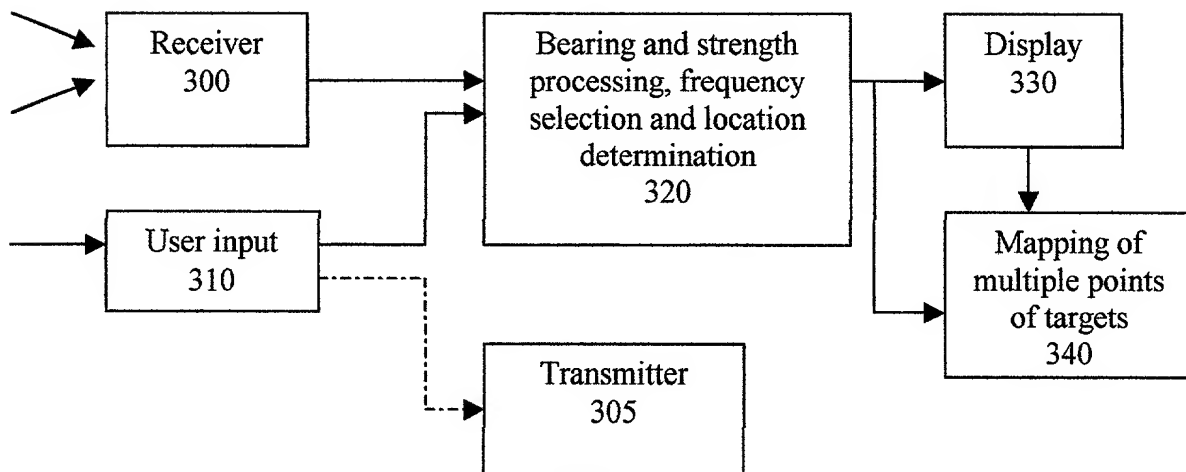 Receiver
300
Bearing and strength
processing, frequency
selection and location
determination
320
Display
330
User input
310
Mapping of
multiple points
of targets
340
Transmitter
305